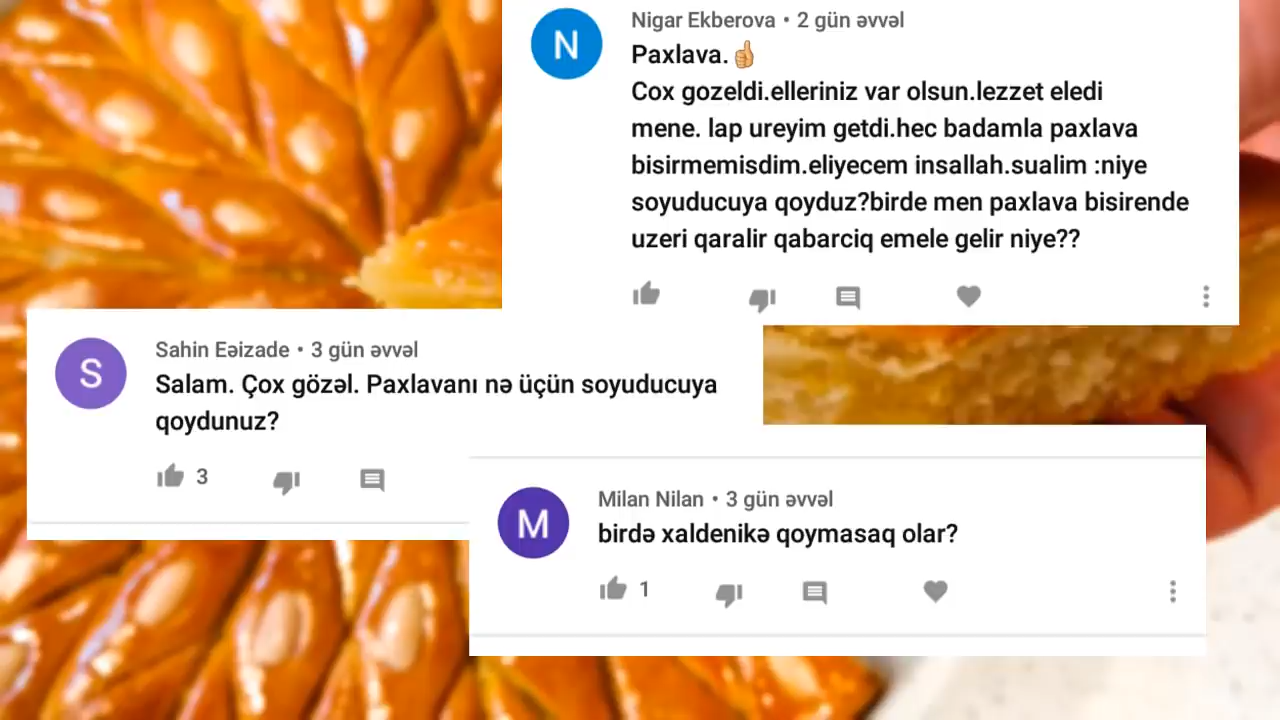 N
Nigar Ekberova • 2 gün əvvəl
Paxlava.👍🏼
Cox gozeldi.elleriniz var olsun.lezzet eledi
mene. lap ureyim getdi.hec badamla paxlava
bisirmemisdim.eliyecem insallah.sualim :niye
soyuducuya qoyduz?birde men paxlava bisirende
uzeri qaralir qabarciq emele gelir niye??
S
Sahin Eəizade • 3 gün əvvəl
Salam. Çox gözəl. Paxlavanı nə üçün soyuducuya
qoydunuz?
3
M
Milan Nilan • 3 gün əvvəl
birdə xaldenikə qoymasaq olar?
1